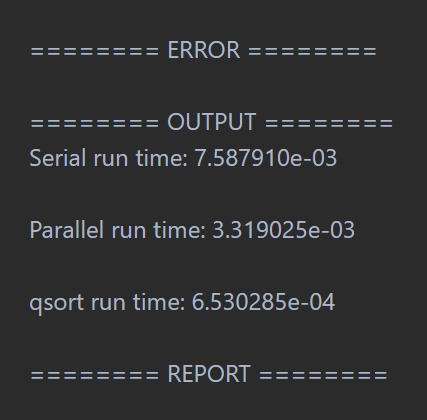 ======== ERROR ========
======== OUTPUT ========
Serial run time: 7.587910e-03
Parallel run time: 3.319025e-03
qsort run time: 6.530285e-04
======== REPORT ========